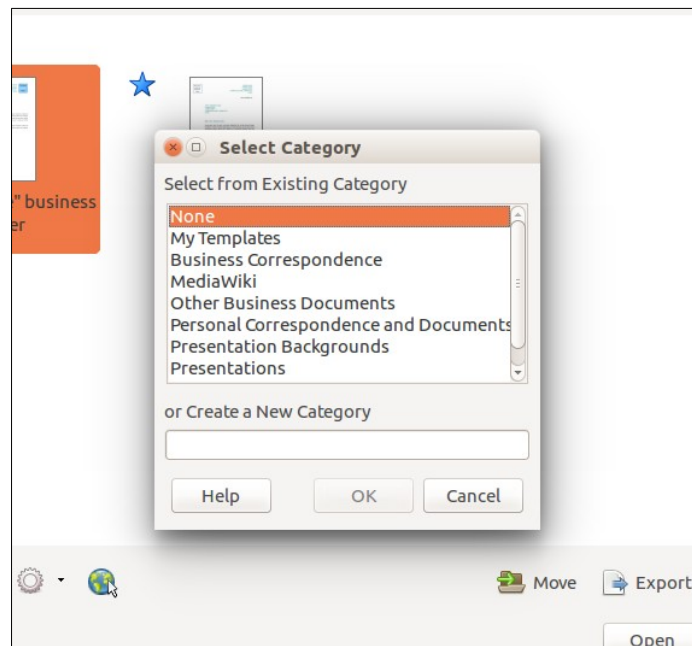 " business
er
Select Category
Select from Existing Category
None
My Templates
Business Correspondence
MediaWiki
Other Business Documents
Personal Correspondence and Documents
Presentation Backgrounds
Presentations
or Create a New Category
Help
OK
Cancel
Move
Export
Open